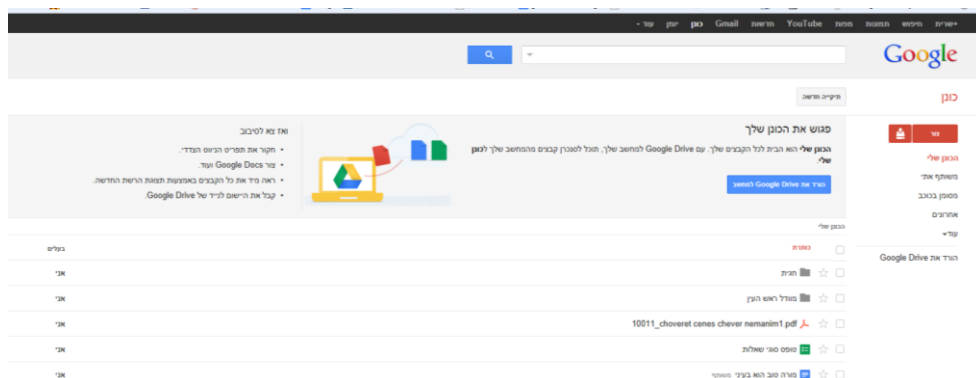 +שרית חיפוש תמונות מפות YouTube חדשות Gmail כונן יומן עוד
Google
כונן
תיקייה חדשה
צור
הכונן שלי
משותף איתי
מסומן בכוכב
אחרונים
עוד
הורד את Google Drive
פגוש את הכונן שלך
הכונן שלי הוא הבית לכל הקבצים שלך. עם Google Drive למחשב שלך, תוכל לסנכרן קבצים מהמחשב שלך לכונן
שלי.
הורד את Google Drive למחשב
ואז צא לסיבוב
• חקור את תפריט הניווט הצדדי.
• צור Google Docs ועוד.
• ראה מיד את כל הקבצים באמצעות תצוגת הרשת החדשה.
• קבל את היישום לנייד של Google Drive.
הכונן שלי
כותרת בעלים
חגית אני
מוודל ראש העין אני
10011_choveret cenes chever nemanim1.pdf אני
טופס סוגי שאלות אני
מורה טוב הוא בעיני משותף אני